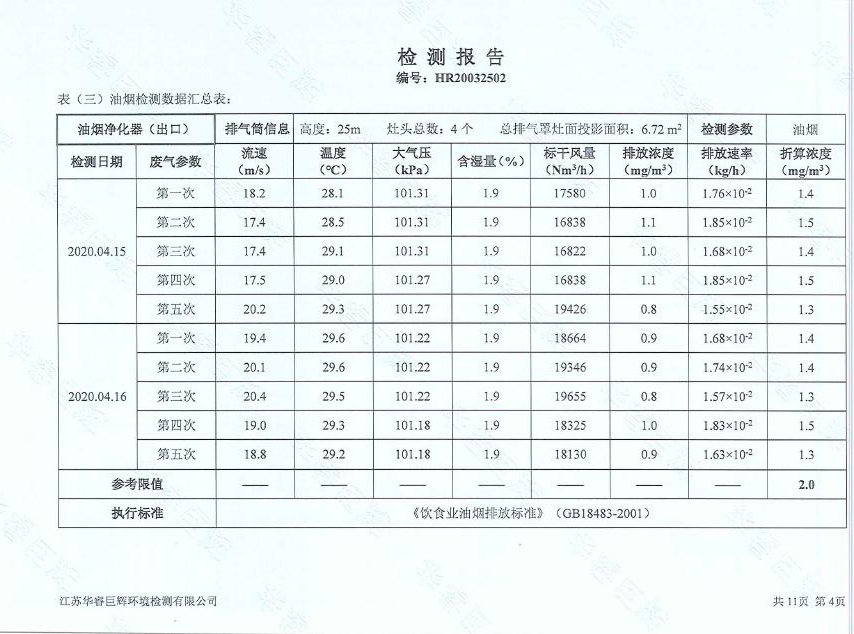 检测报告
编号：HR20032502
表（三）油烟检测数据汇总表：
油烟净化器（出口） 排气筒信息 高度：25m 灶头总数：4 个 总排气罩灶面投影面积：6.72 m² 检测参数 油烟
检测日期 废气参数 流速（m/s） 温度（℃） 大气压（kPa） 含湿量（%） 标干风量（Nm³/h） 排放浓度（mg/m³） 排放速率（kg/h） 折算浓度（mg/m³）
2020.04.15 第一次 18.2 28.1 101.31 1.9 17580 1.0 1.76×10⁻² 1.4
第二次 17.4 28.5 101.31 1.9 16838 1.1 1.85×10⁻² 1.5
第三次 17.4 29.1 101.31 1.9 16822 1.0 1.68×10⁻² 1.4
第四次 17.5 29.0 101.27 1.9 16838 1.1 1.85×10⁻² 1.5
第五次 20.2 29.3 101.27 1.9 19426 0.8 1.55×10⁻² 1.3
2020.04.16 第一次 19.4 29.6 101.22 1.9 18664 0.9 1.68×10⁻² 1.4
第二次 20.1 29.6 101.22 1.9 19346 0.9 1.74×10⁻² 1.4
第三次 20.4 29.5 101.22 1.9 19655 0.8 1.57×10⁻² 1.3
第四次 19.0 29.3 101.18 1.9 18325 1.0 1.83×10⁻² 1.5
第五次 18.8 29.2 101.18 1.9 18130 0.9 1.63×10⁻² 1.3
参考限值 —— —— —— —— —— —— —— 2.0
执行标准 《饮食业油烟排放标准》（GB18483-2001）
江苏华睿巨辉环境检测有限公司
共 11页 第 4页